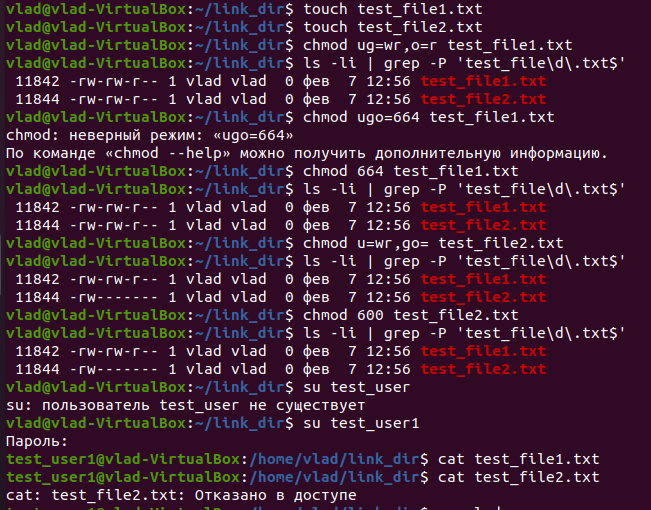 vlad@vlad-VirtualBox:~/link_dir$ touch test_file1.txt
vlad@vlad-VirtualBox:~/link_dir$ touch test_file2.txt
vlad@vlad-VirtualBox:~/link_dir$ chmod ug=wr,o=r test_file1.txt
vlad@vlad-VirtualBox:~/link_dir$ ls -li | grep -P 'test_file\d\.txt$'
 11842 -rw-rw-r-- 1 vlad vlad  0 фев  7 12:56 test_file1.txt
 11844 -rw-rw-r-- 1 vlad vlad  0 фев  7 12:56 test_file2.txt
vlad@vlad-VirtualBox:~/link_dir$ chmod ugo=664 test_file1.txt
chmod: неверный режим: «ugo=664»
По команде «chmod --help» можно получить дополнительную информацию.
vlad@vlad-VirtualBox:~/link_dir$ chmod 664 test_file1.txt
vlad@vlad-VirtualBox:~/link_dir$ ls -li | grep -P 'test_file\d\.txt$'
 11842 -rw-rw-r-- 1 vlad vlad  0 фев  7 12:56 test_file1.txt
 11844 -rw-rw-r-- 1 vlad vlad  0 фев  7 12:56 test_file2.txt
vlad@vlad-VirtualBox:~/link_dir$ chmod u=wr,go= test_file2.txt
vlad@vlad-VirtualBox:~/link_dir$ ls -li | grep -P 'test_file\d\.txt$'
 11842 -rw-rw-r-- 1 vlad vlad  0 фев  7 12:56 test_file1.txt
 11844 -rw------- 1 vlad vlad  0 фев  7 12:56 test_file2.txt
vlad@vlad-VirtualBox:~/link_dir$ chmod 600 test_file2.txt
vlad@vlad-VirtualBox:~/link_dir$ ls -li | grep -P 'test_file\d\.txt$'
 11842 -rw-rw-r-- 1 vlad vlad  0 фев  7 12:56 test_file1.txt
 11844 -rw------- 1 vlad vlad  0 фев  7 12:56 test_file2.txt
vlad@vlad-VirtualBox:~/link_dir$ su test_user
su: пользователь test_user не существует
vlad@vlad-VirtualBox:~/link_dir$ su test_user1
Пароль:
test_user1@vlad-VirtualBox:/home/vlad/link_dir$ cat test_file1.txt
test_user1@vlad-VirtualBox:/home/vlad/link_dir$ cat test_file2.txt
cat: test_file2.txt: Отказано в доступе